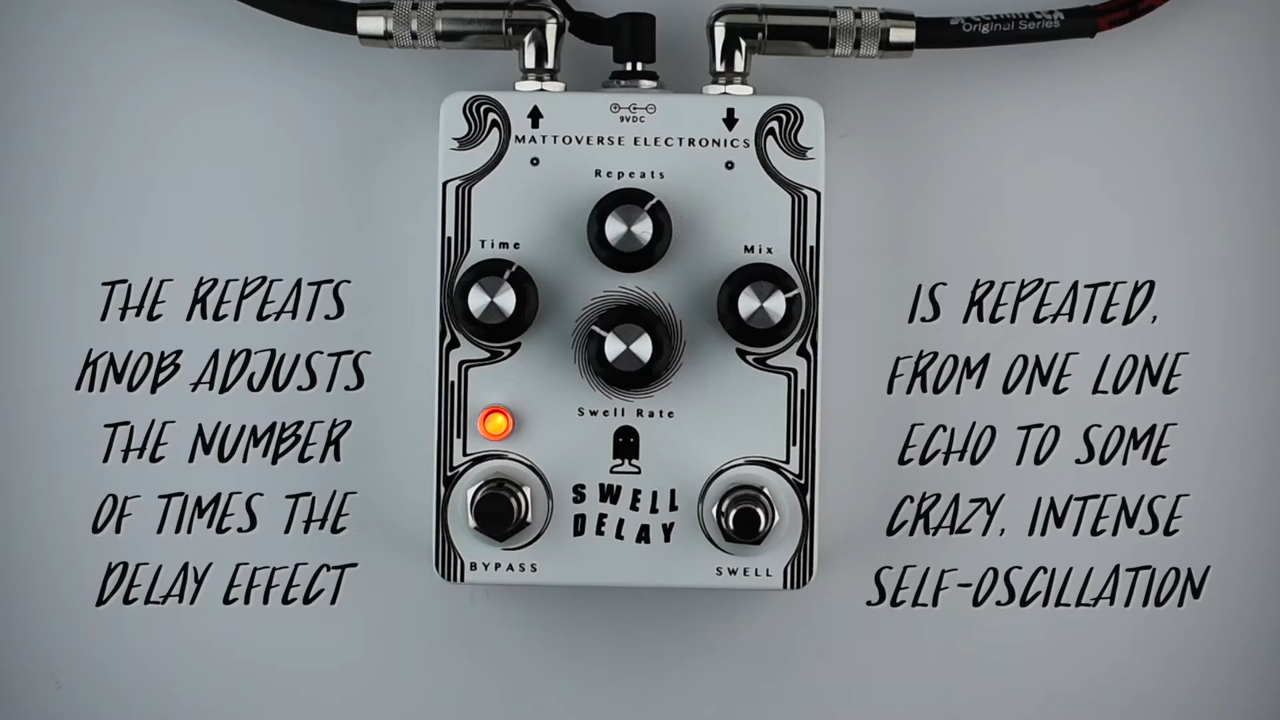 Original Series
9VDC
MATTOVERSE ELECTRONICS
Repeats
Time
Mix
Swell Rate
SWELL
DELAY
BYPASS
SWELL
THE REPEATS
KNOB ADJUSTS
THE NUMBER
OF TIMES THE
DELAY EFFECT
IS REPEATED,
FROM ONE LONE
ECHO TO SOME
CRAZY, INTENSE
SELF-OSCILLATION